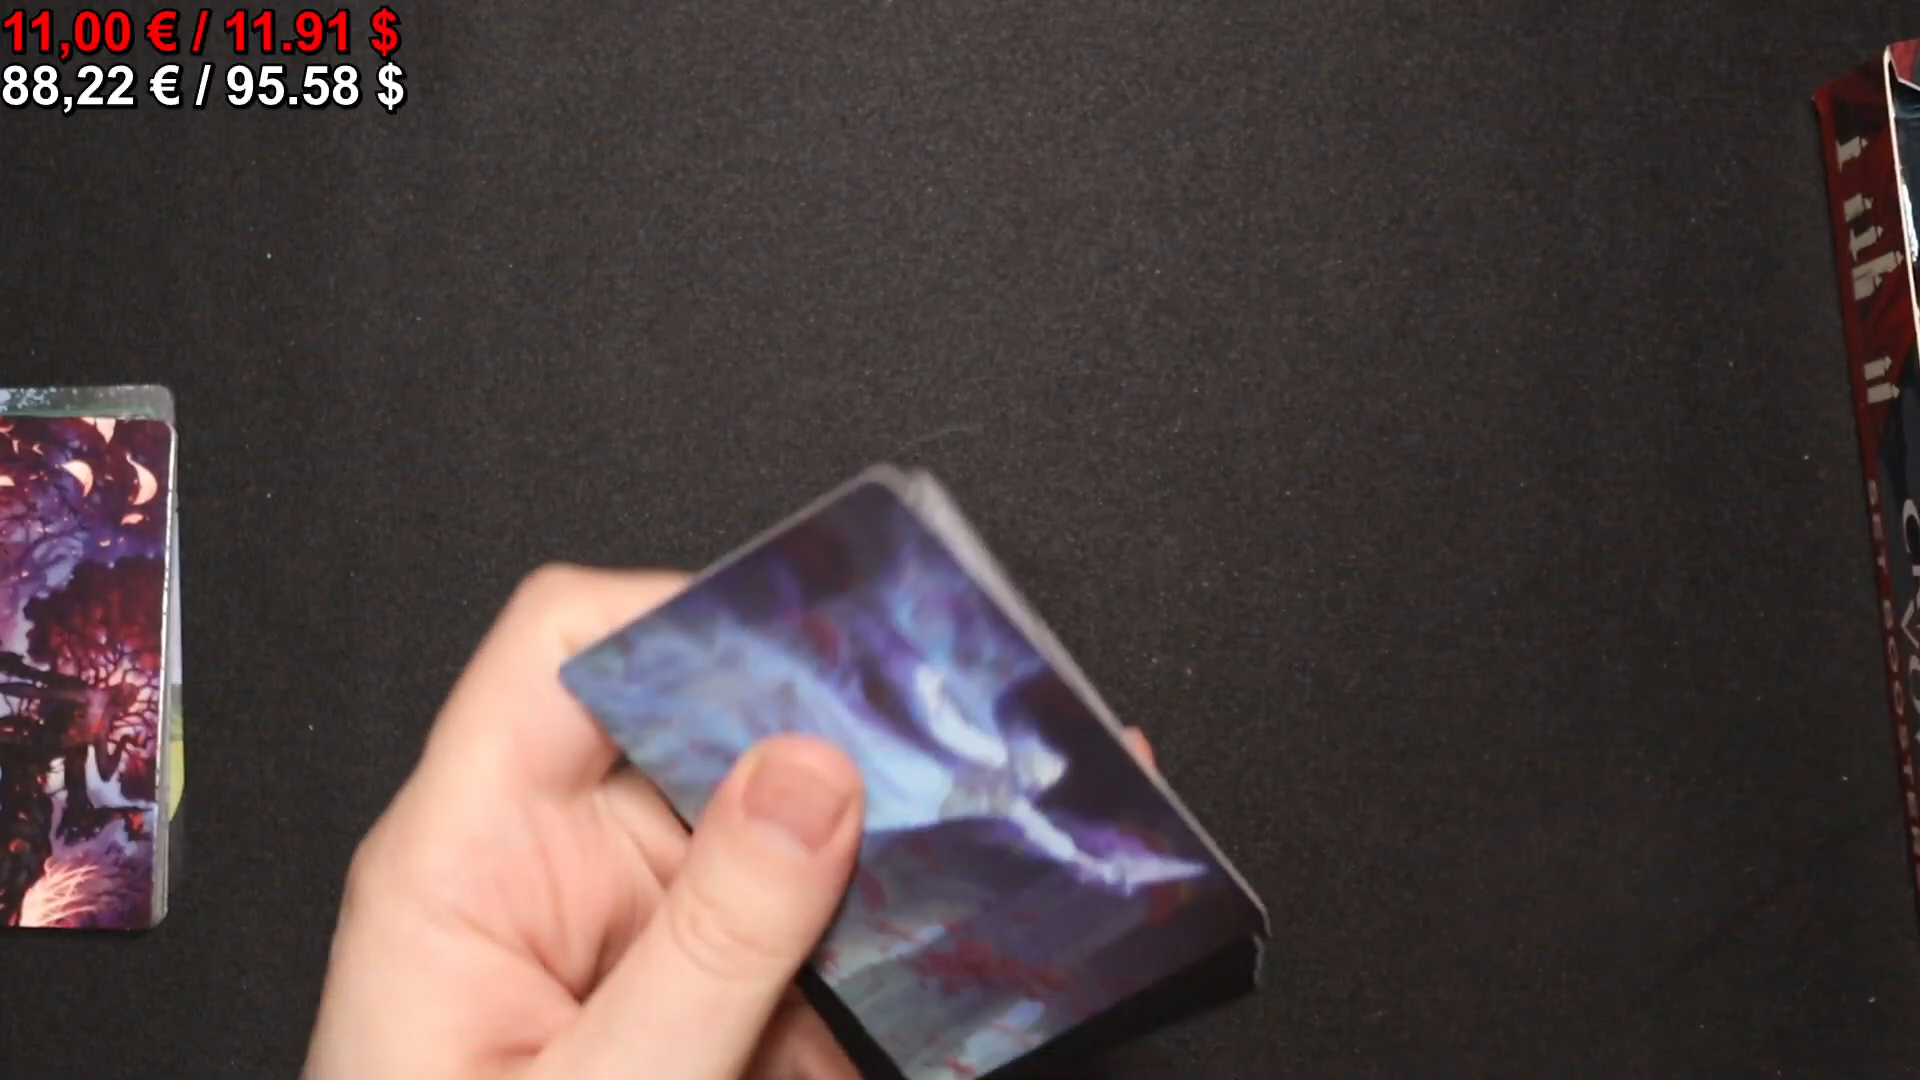 11,00 € / 11.91 $
88,22 € / 95.58 $